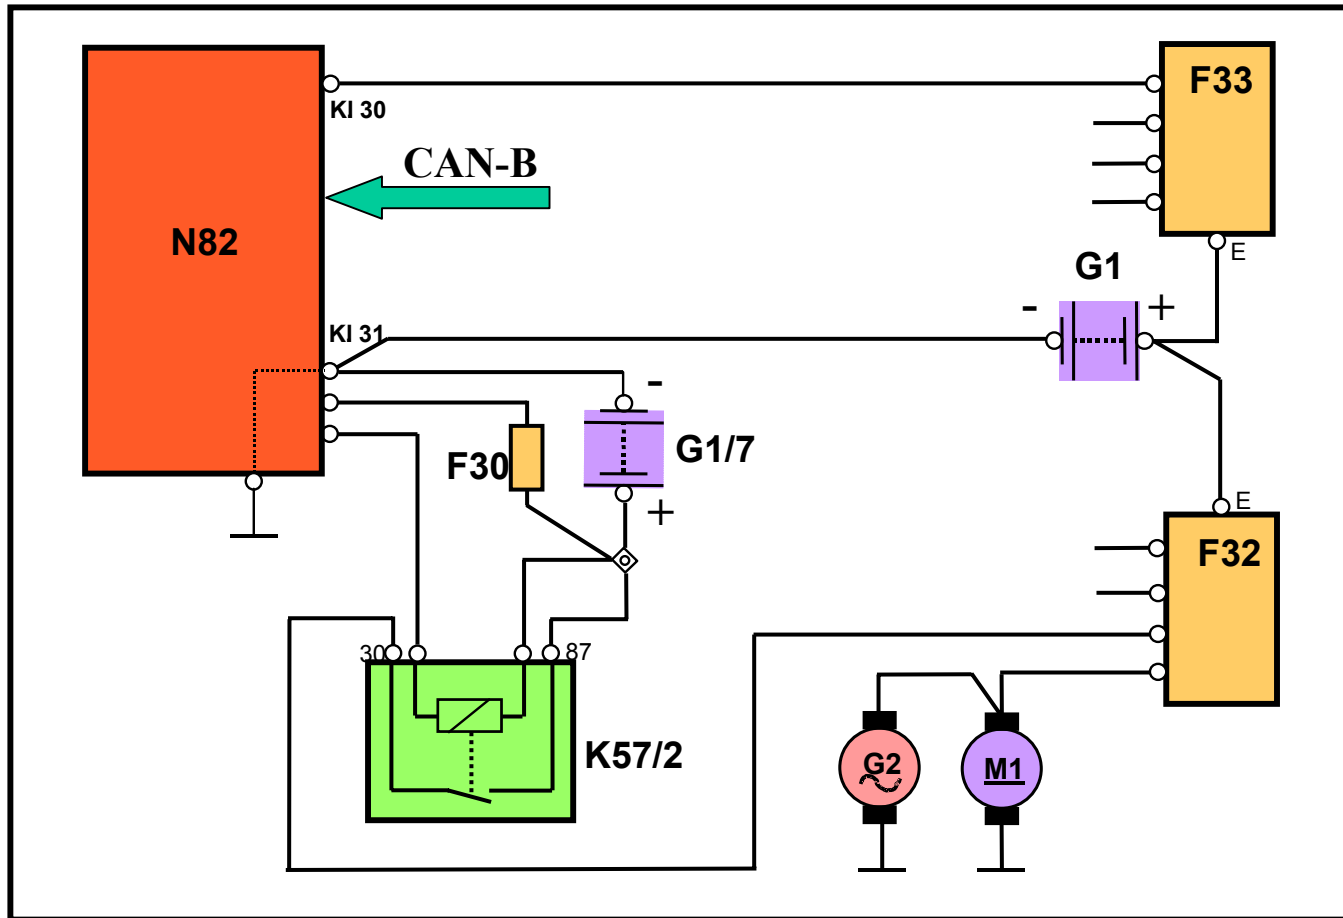 F33
KI 30
CAN-B
N82
E
G1
- +
KI 31
-
G1/7
F30
+
E
F32
30
87
K57/2
G2
M1